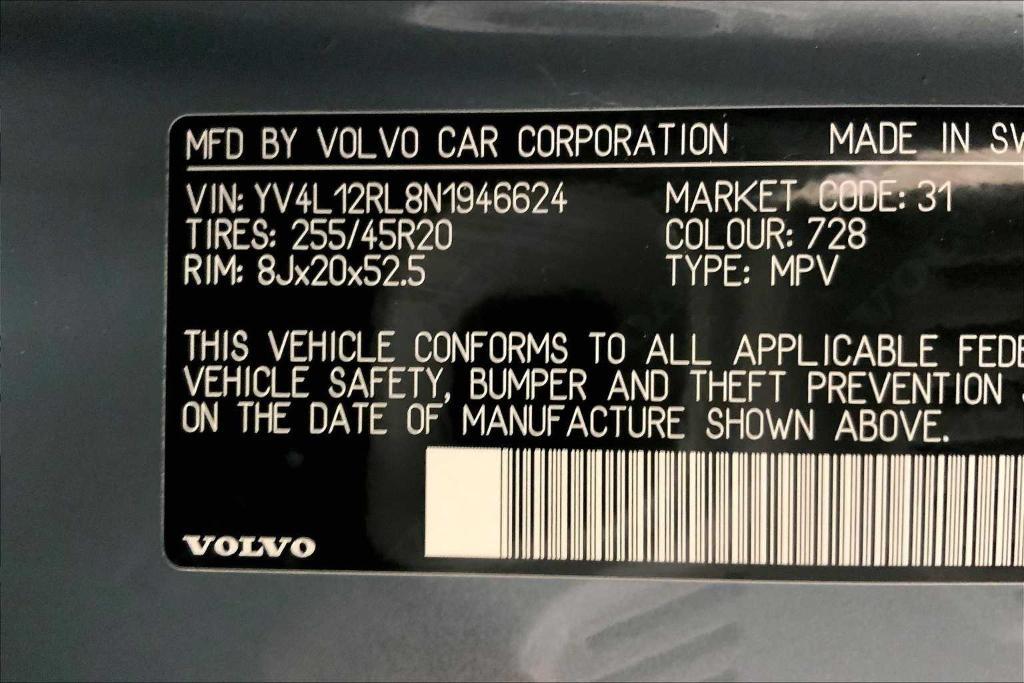 MFD BY VOLVO CAR CORPORATION MADE IN
VIN: YV4L12RL8N1946624 MARKET CODE: 31
TIRES: 255/45R20 COLOUR: 728
RIM: 8Jx20x52.5 TYPE: MPV
THIS VEHICLE CONFORMS TO ALL APPLICABLE
VEHICLE SAFETY, BUMPER AND THEFT PREVENTION
ON THE DATE OF MANUFACTURE SHOWN ABOVE.
VOLVO